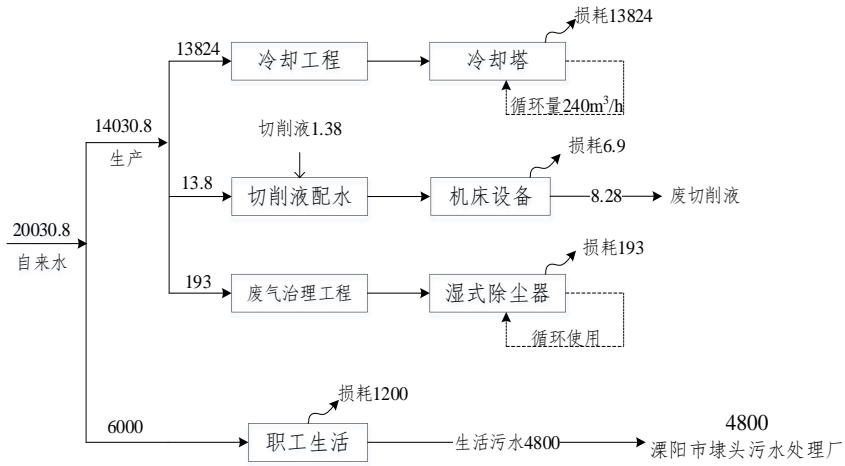 损耗13824
13824
冷却工程
冷却塔
循环量240m³/h
14030.8
生产
切削液1.38
损耗6.9
13.8
切削液配水
机床设备
8.28
废切削液
20030.8
自来水
损耗193
193
废气治理工程
湿式除尘器
循环使用
损耗1200
6000
职工生活
生活污水4800
4800
溧阳市埭头污水处理厂